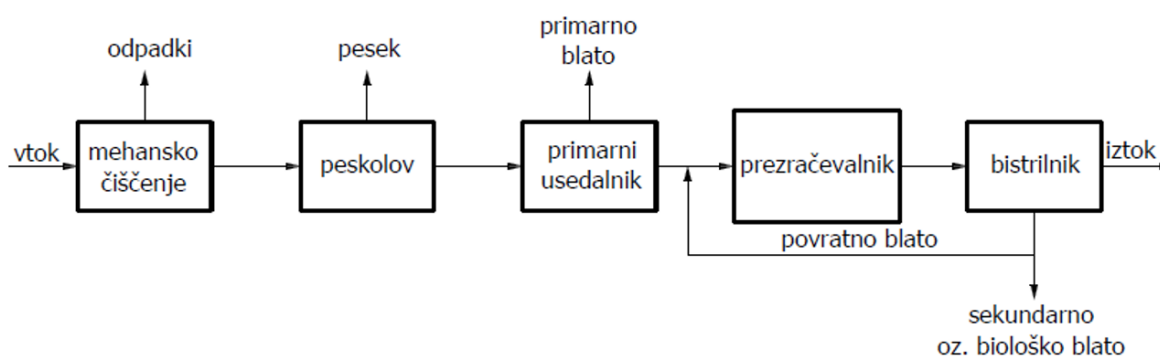 odpadki
pesek
primarno
blato
vtok
mehansko
čiščenje
peskolov
primarni
usedalnik
prezračevalnik
bistrilnik
iztok
povratno blato
sekundarno
oz. biološko blato